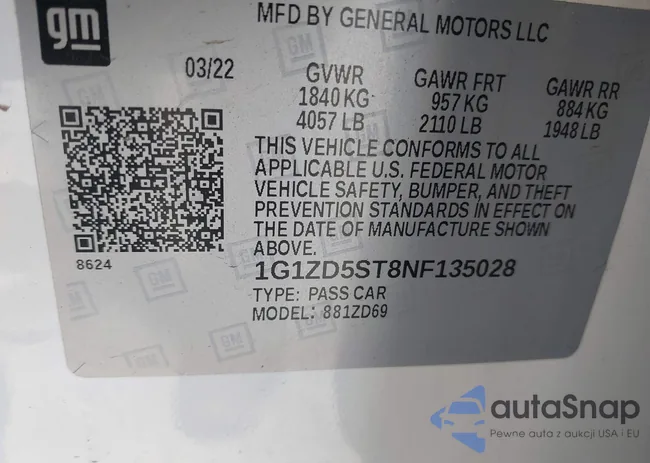 gm
MFD BY GENERAL MOTORS LLC
03/22
GVWR GAWR FRT GAWR RR
1840 KG 957 KG 884 KG
4057 LB 2110 LB 1948 LB
THIS VEHICLE CONFORMS TO ALL
APPLICABLE U.S. FEDERAL MOTOR
VEHICLE SAFETY, BUMPER, AND THEFT
PREVENTION STANDARDS IN EFFECT ON
THE DATE OF MANUFACTURE SHOWN
ABOVE.
8624
1G1ZD5ST8NF135028
TYPE: PASS CAR
MODEL: 881ZD69
autaSnap
Pewne auta z aukcji USA i EU